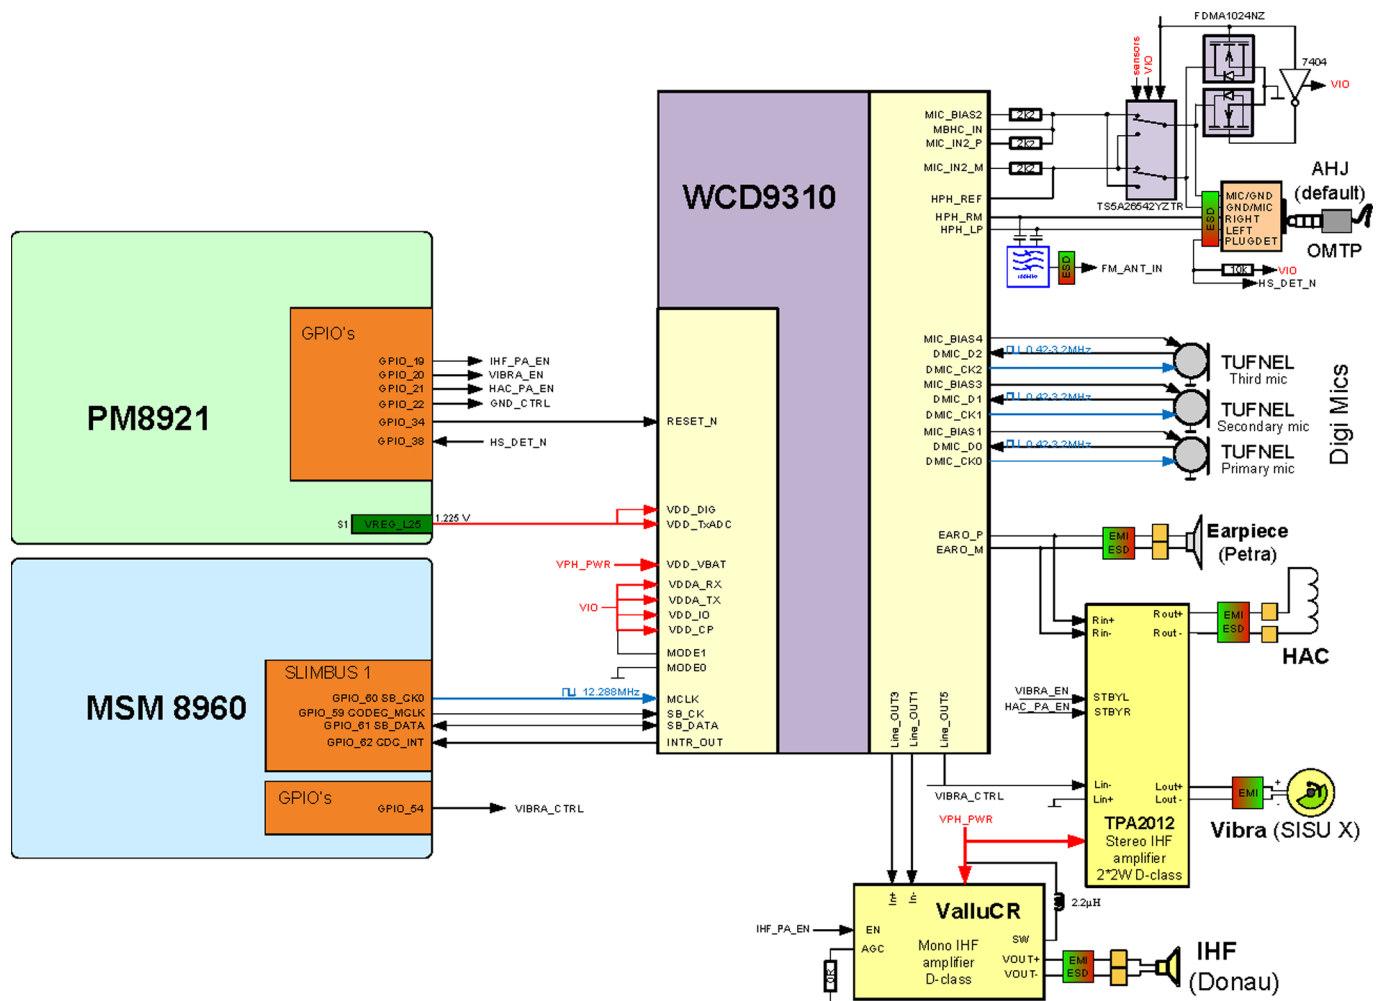 FDMA1024NZ
sensors
VIO
7404
VIO
WCD9310
MIC_BIAS2
MBHC_IN
MIC_IN2_P
MIC_IN2_M
HPH_REF
HPH_RM
HPH_LP
2k2
2k2
2k2
TS5A26542YZTR
ESD
MIC/GND
GND/MIC
RIGHT
LEFT
PLUGDET
AHJ
(default)
OMTP
10k
VIO
HS_DET_N
ESD
FM_ANT_IN
PM8921
GPIO's
GPIO_19
GPIO_20
GPIO_21
GPIO_22
GPIO_34
GPIO_38
IHF_PA_EN
VIBRA_EN
HAC_PA_EN
GND_CTRL
HS_DET_N
RESET_N
S1
VREG_L25
1.225 V
VDD_DIG
VDD_TxADC
VPH_PWR
VDD_VBAT
VIO
VDDA_RX
VDDA_TX
VDD_IO
VDD_CP
MODE1
MODE0
MCLK
SB_CK
SB_DATA
INTR_OUT
12.288MHz
MSM 8960
SLIMBUS 1
GPIO_60 SB_CK0
GPIO_59 CODEC_MCLK
GPIO_61 SB_DATA
GPIO_62 CDC_INT
GPIO's
GPIO_54
VIBRA_CTRL
MIC_BIAS4
DMIC_D2
DMIC_CK2
0.42-3.2MHz
TUFNEL
Third mic
MIC_BIAS3
DMIC_D1
DMIC_CK1
0.42-3.2MHz
TUFNEL
Secondary mic
MIC_BIAS1
DMIC_D0
DMIC_CK0
0.42-3.2MHz
TUFNEL
Primary mic
Digi Mics
EARO_P
EARO_M
EMI
ESD
Earpiece
(Petra)
Rin+
Rin-
Rout+
Rout-
EMI
ESD
HAC
VIBRA_EN
HAC_PA_EN
STBYL
STBYR
Line_OUT3
Line_OUT1
Line_OUT5
VIBRA_CTRL
Lin-
Lin+
Lout+
Lout-
EMI
+
-
Vibra (SISU X)
TPA2012
Stereo IHF
amplifier
2*2W D-class
VPH_PWR
2.2µH
In+
In-
ValluCR
Mono IHF
amplifier
D-class
IHF_PA_EN
EN
AGC
0R
SW
VOUT+
VOUT-
EMI
ESD
IHF
(Donau)